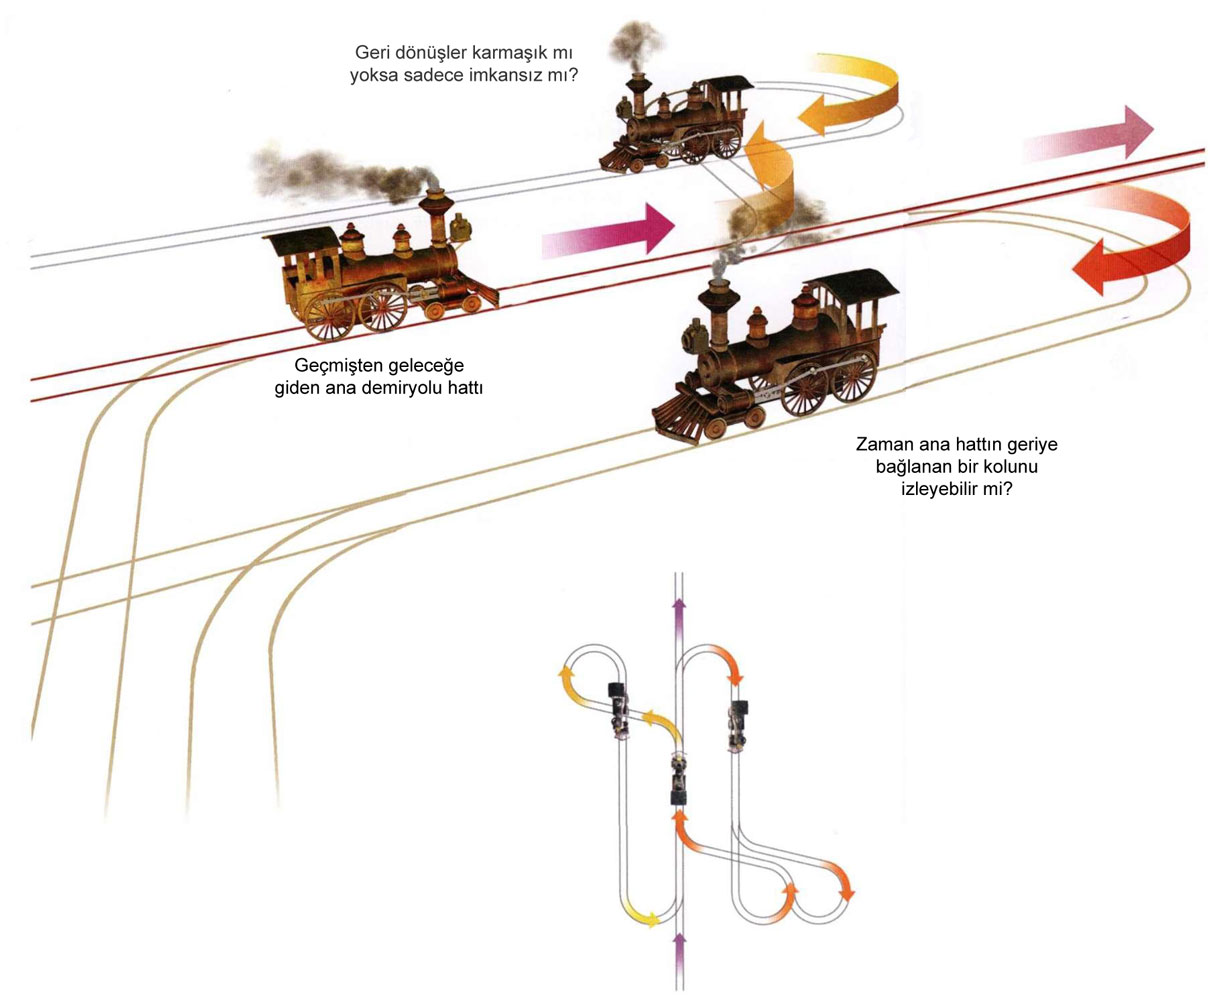 Geri dönüşler karmaşık mı
yoksa sadece imkansız mı?
Geçmişten geleceğe
giden ana demiryolu hattı
Zaman ana hattın geriye
bağlanan bir kolunu
izleyebilir mi?